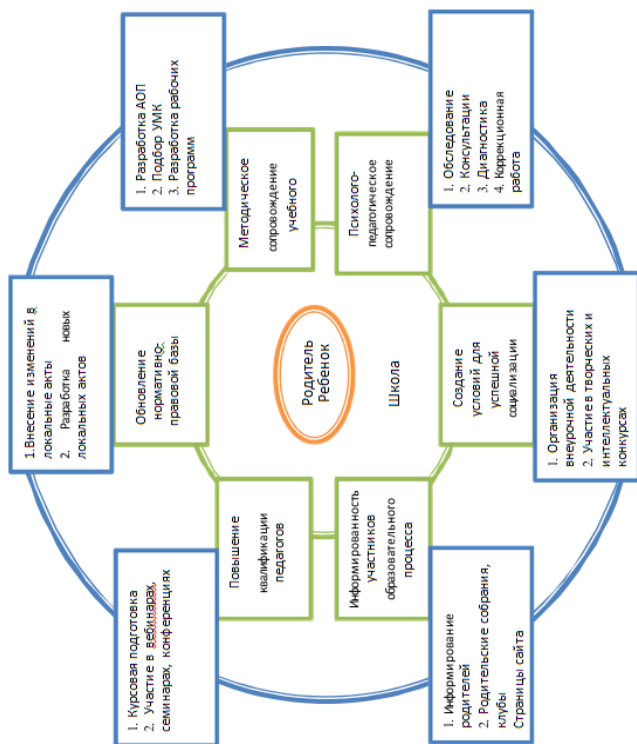 1. Информирование
родителей
2. Родительские собрания,
клубы
Страницы сайта
1. Курсовая подготовка
2. Участие в вебинарах,
семинарах, конференциях
Информированность
участников
образовательного
процесса
Повышение
квалификации
педагогов
1. Организация
внеурочной деятельности
2. Участие в творческих и
интеллектуальных
конкурсах
Создание
условий для
успешной
социализации
Родитель
Ребенок
Школа
Обновление
нормативно-
правовой базы
1.Внесение изменений в
локальные акты
2. Разработка новых
локальных актов
Психолого-
педагогическое
сопровождение
Методическое
сопровождение
учебного
1. Обследование
2. Консультации
3. Диагностика
4. Коррекционная
работа
1. Разработка АОП
2. Подбор УМК
3. Разработка рабочих
программ